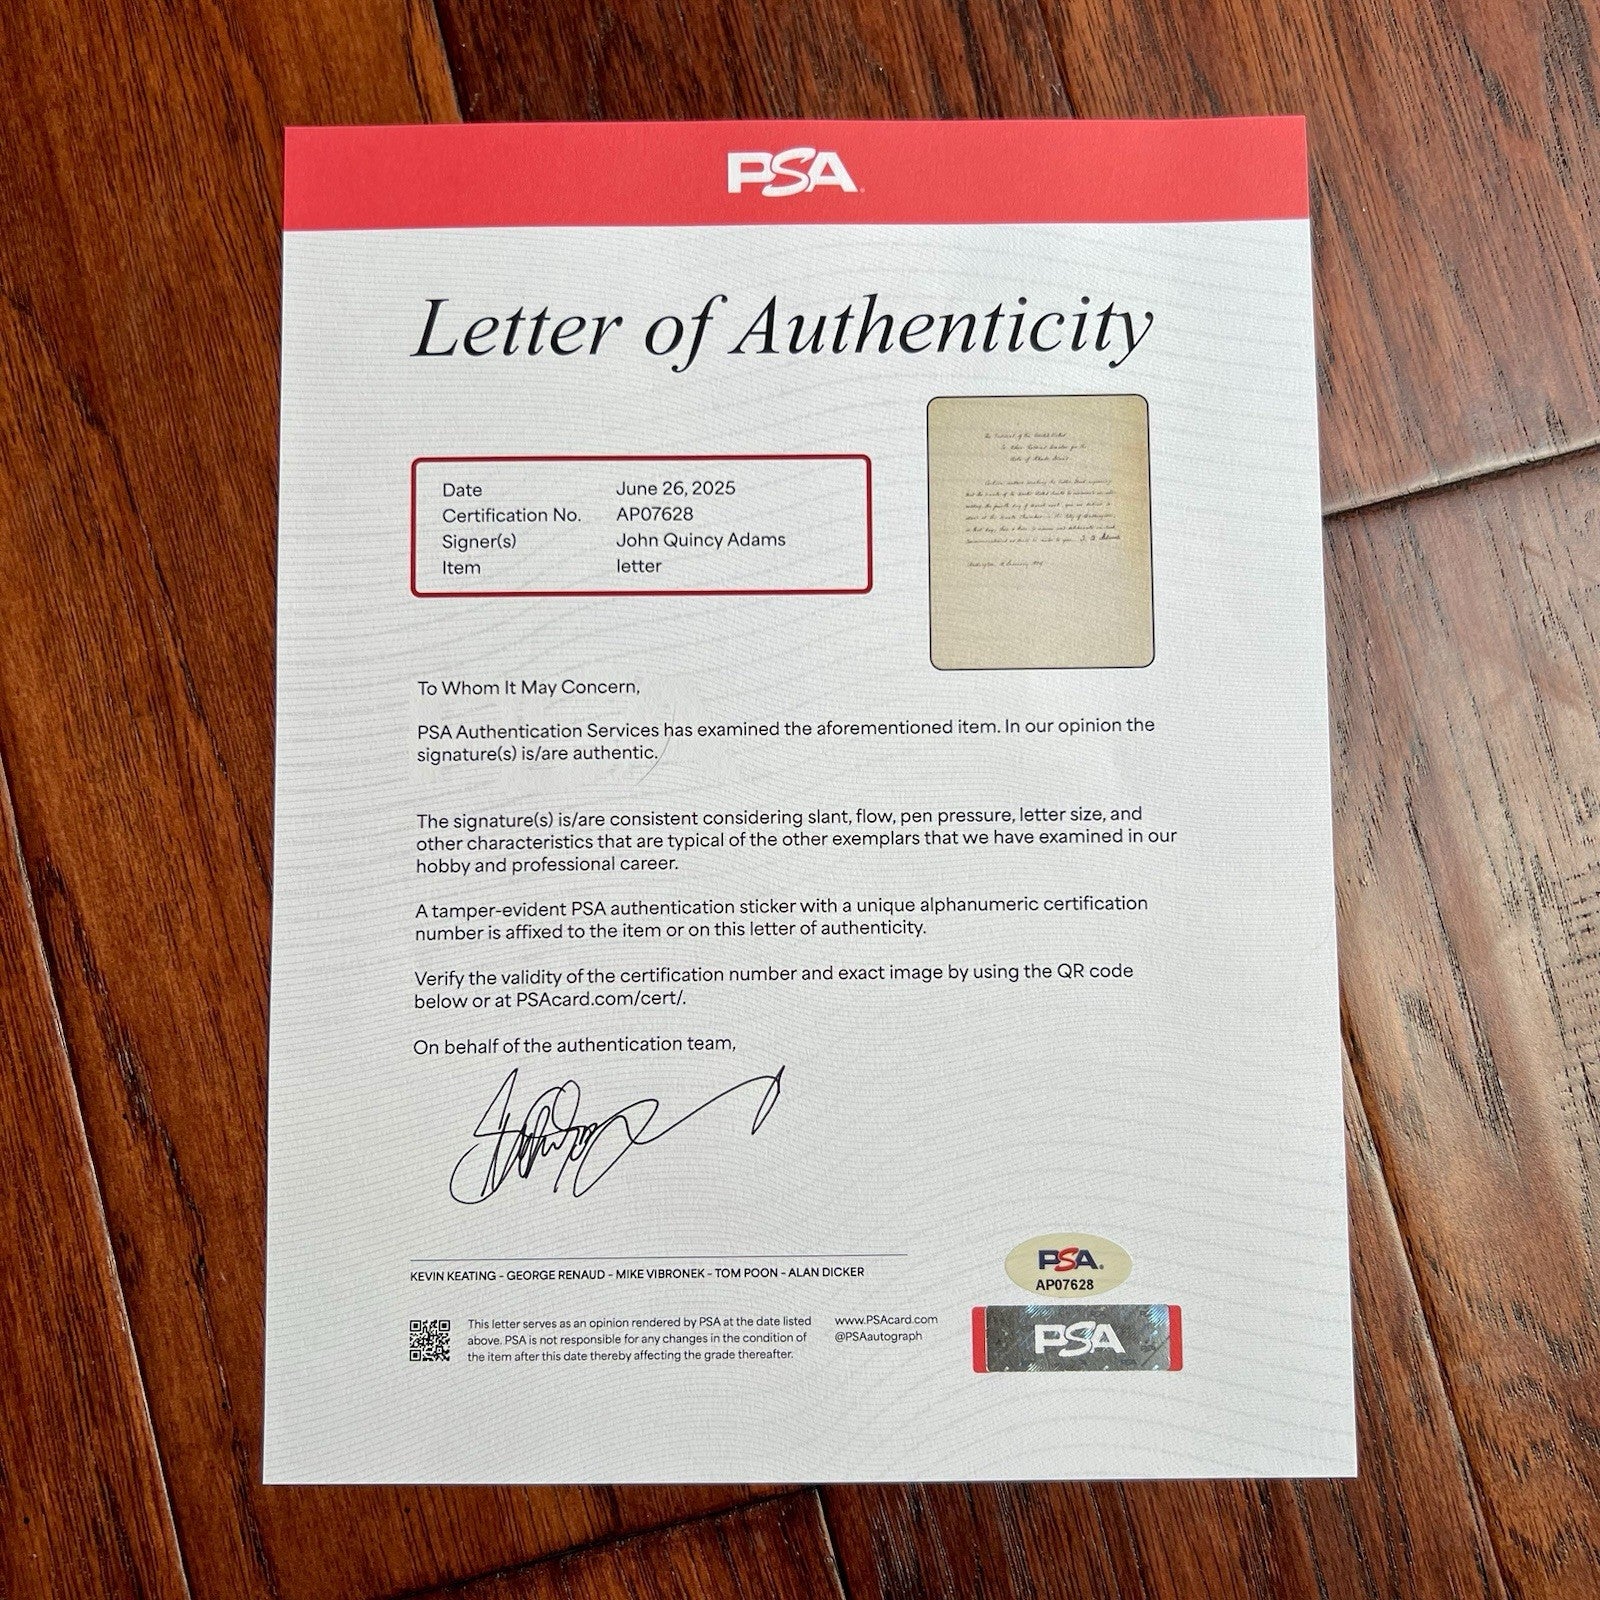 PSA
Letter of Authenticity
Date June 26, 2025
Certification No. AP07628
Signer(s) John Quincy Adams
Item letter
To Whom It May Concern,
PSA Authentication Services has examined the aforementioned item. In our opinion the
signature(s) is/are authentic.
The signature(s) is/are consistent considering slant, flow, pen pressure, letter size, and
other characteristics that are typical of the other exemplars that we have examined in our
hobby and professional career.
A tamper-evident PSA authentication sticker with a unique alphanumeric certification
number is affixed to the item or on this letter of authenticity.
Verify the validity of the certification number and exact image by using the QR code
below or at PSAcard.com/cert/.
On behalf of the authentication team,
KEVIN KEATING - GEORGE RENAUD - MIKE VIBRONEK - TOM POON - ALAN DICKER
This letter serves as an opinion rendered by PSA at the date listed
above. PSA is not responsible for any changes in the condition of
the item after this date thereby affecting the grade thereafter.
www.PSAcard.com
@PSAautograph
PSA
AP07628
PSA